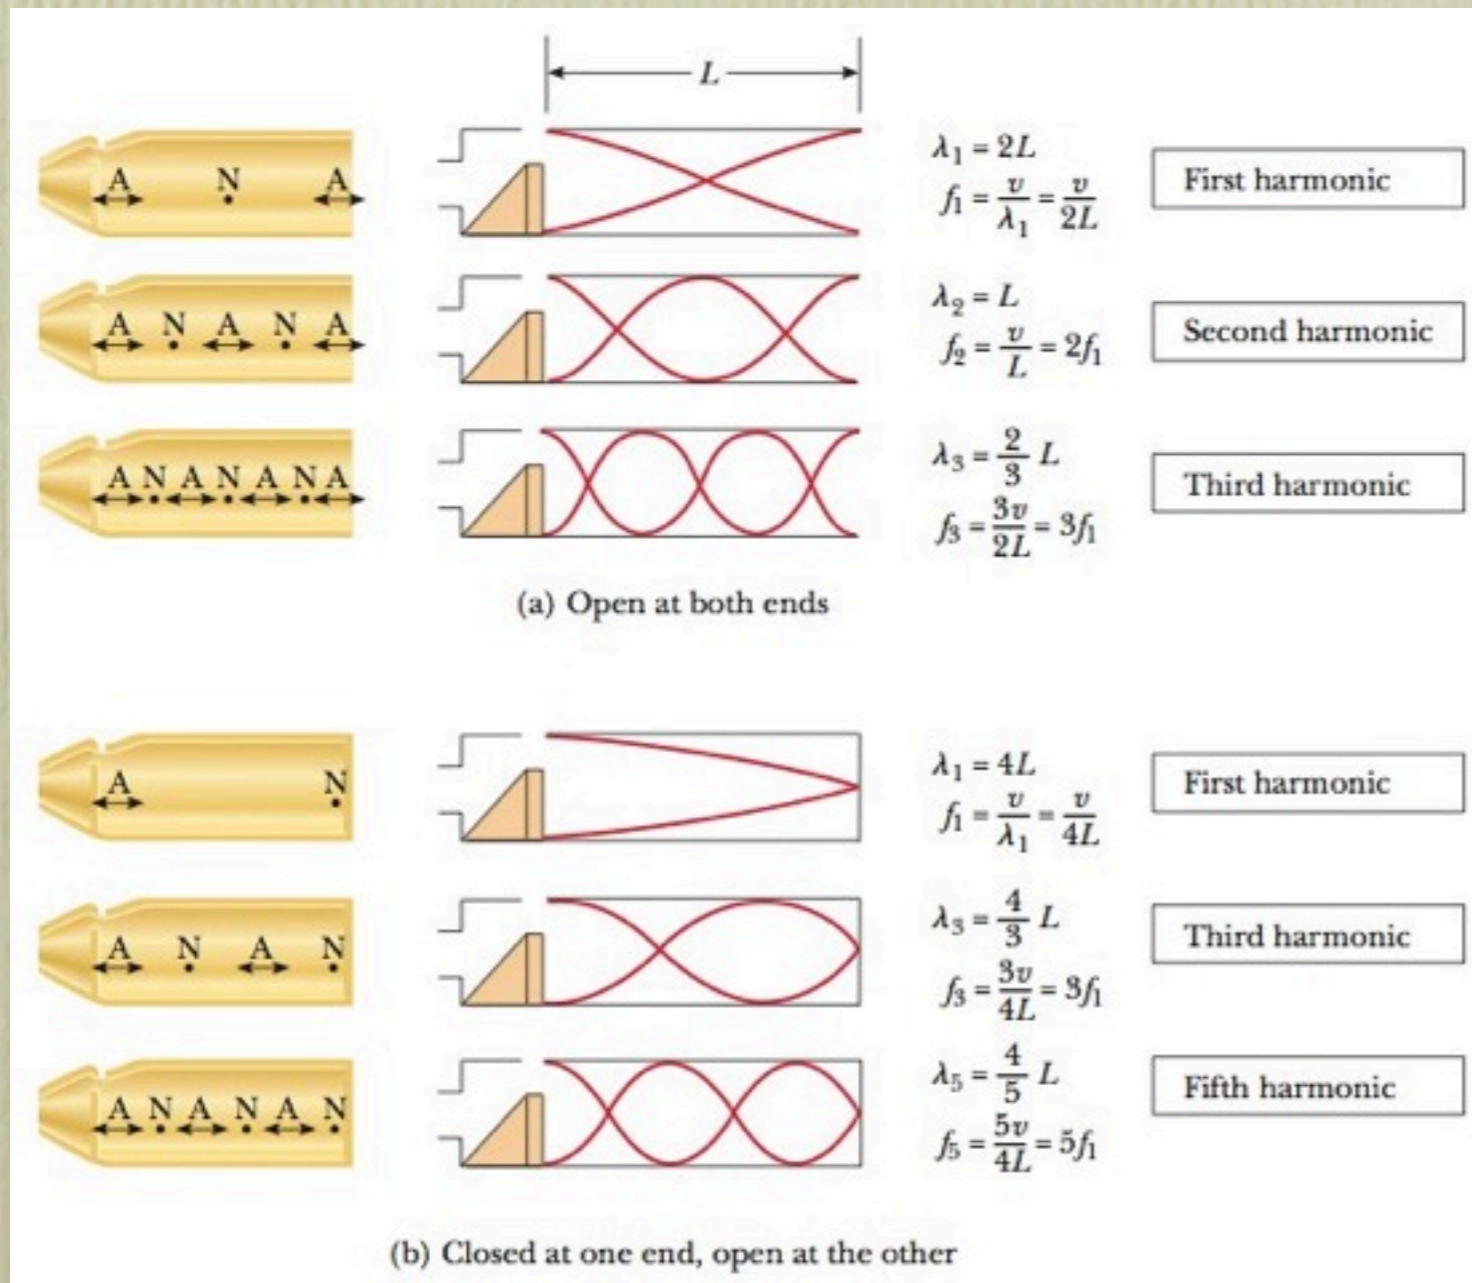 L
A N A
λ₁ = 2L
f₁ = v/λ₁ = v/2L
First harmonic
A N A N A
λ₂ = L
f₂ = v/L = 2f₁
Second harmonic
A N A N A N A
λ₃ = 2/3 L
f₃ = 3v/2L = 3f₁
Third harmonic
(a) Open at both ends
A N
λ₁ = 4L
f₁ = v/λ₁ = v/4L
First harmonic
A N A N
λ₃ = 4/3 L
f₃ = 3v/4L = 3f₁
Third harmonic
A N A N A N
λ₅ = 4/5 L
f₅ = 5v/4L = 5f₁
Fifth harmonic
(b) Closed at one end, open at the other